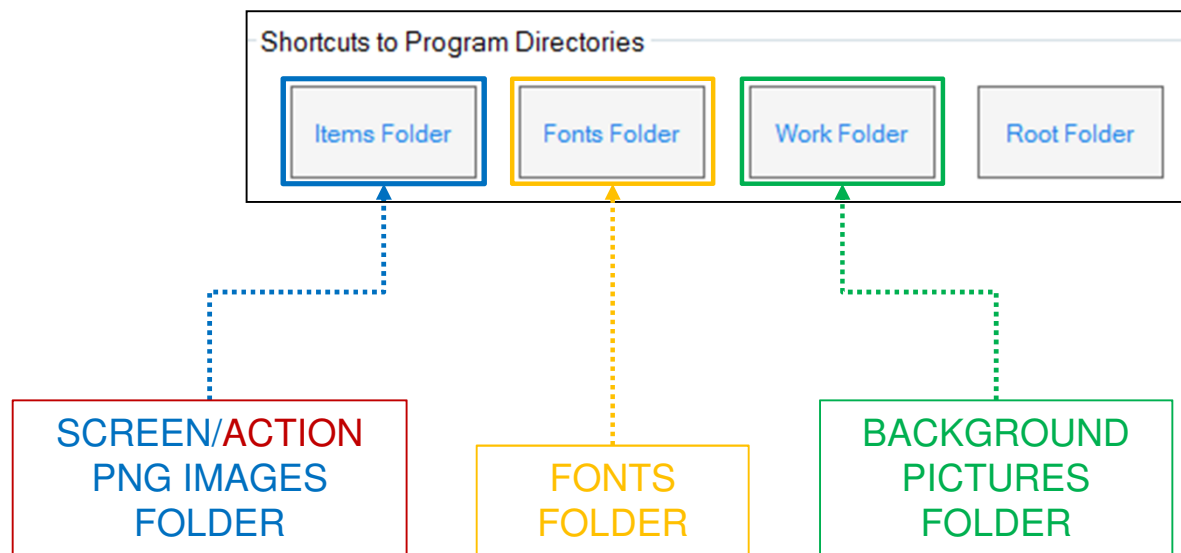 Shortcuts to Program Directories
Items Folder Fonts Folder Work Folder Root Folder
SCREEN/ACTION
PNG IMAGES
FOLDER
FONTS
FOLDER
BACKGROUND
PICTURES
FOLDER